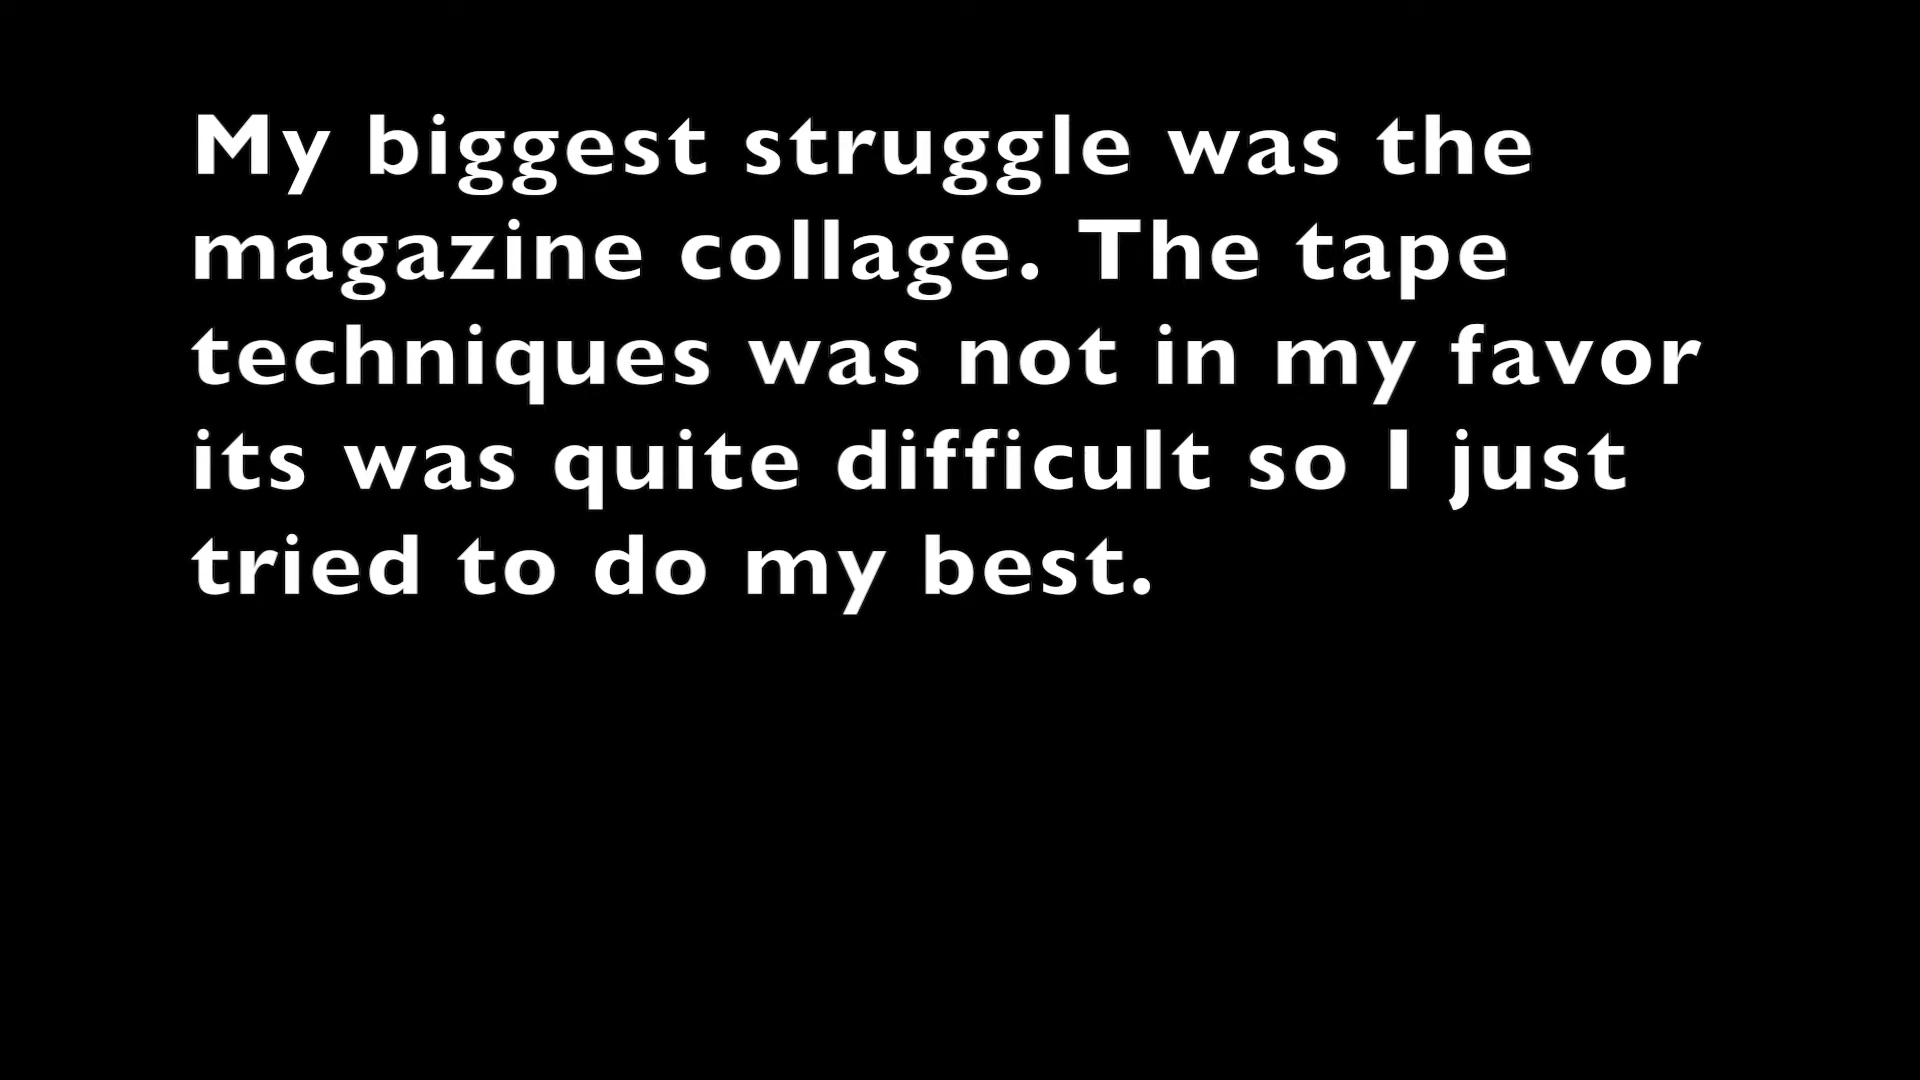 My biggest struggle was the
magazine collage. The tape
techniques was not in my favor
its was quite difficult so I just
tried to do my best.